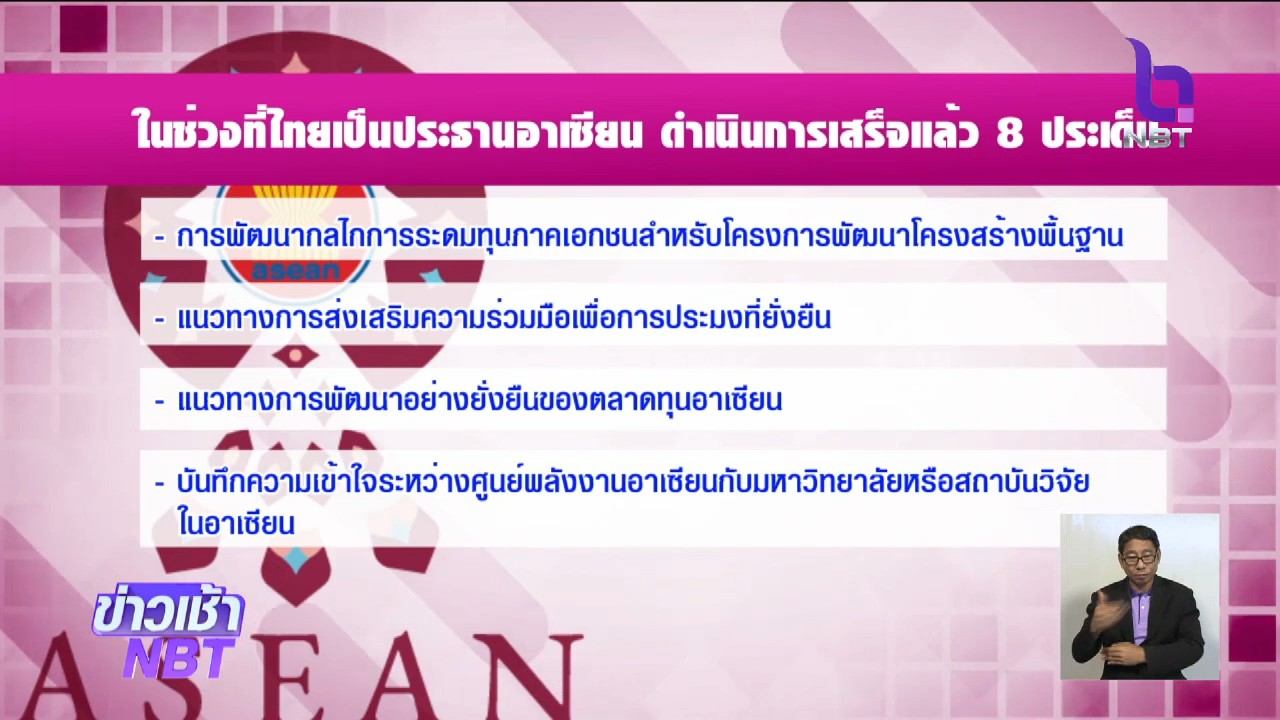 ในช่วงที่ไทยเป็นประธานอาเซียน ดำเนินการเสร็จแล้ว 8 ประเด็น
NBT
- การพัฒนากลไกการระดมทุนภาคเอกชนสำหรับโครงการพัฒนาโครงสร้างพื้นฐาน
asean
- แนวทางการส่งเสริมความร่วมมือเพื่อการประมงที่ยั่งยืน
- แนวทางการพัฒนาอย่างยั่งยืนของตลาดทุนอาเซียน
- บันทึกความเข้าใจระหว่างศูนย์พลังงานอาเซียนกับมหาวิทยาลัยหรือสถาบันวิจัย
ในอาเซียน
ข่าวเช้า
NBT
ASEAN